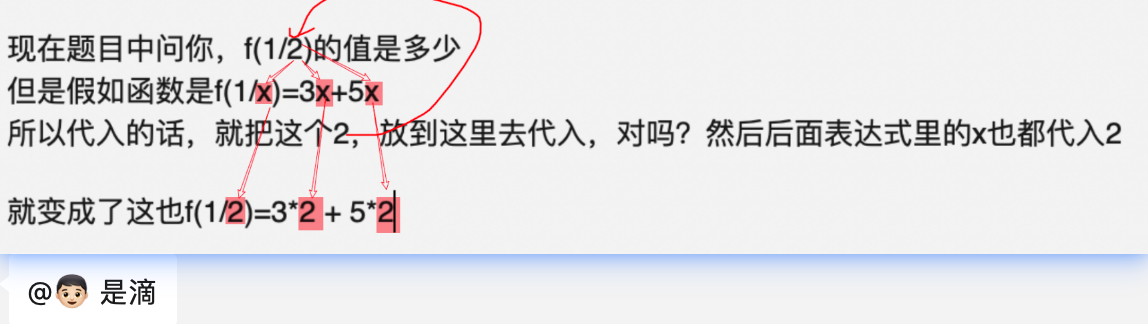 现在题目中问你，f(1/2)的值是多少
但是假如函数是f(1/x)=3x+5x
所以代入的话，就把这个2，放到这里去代入，对吗？然后后面表达式里的x也都代入2
就变成了这也f(1/2)=3*2 + 5*2
@👦🏻 是滴